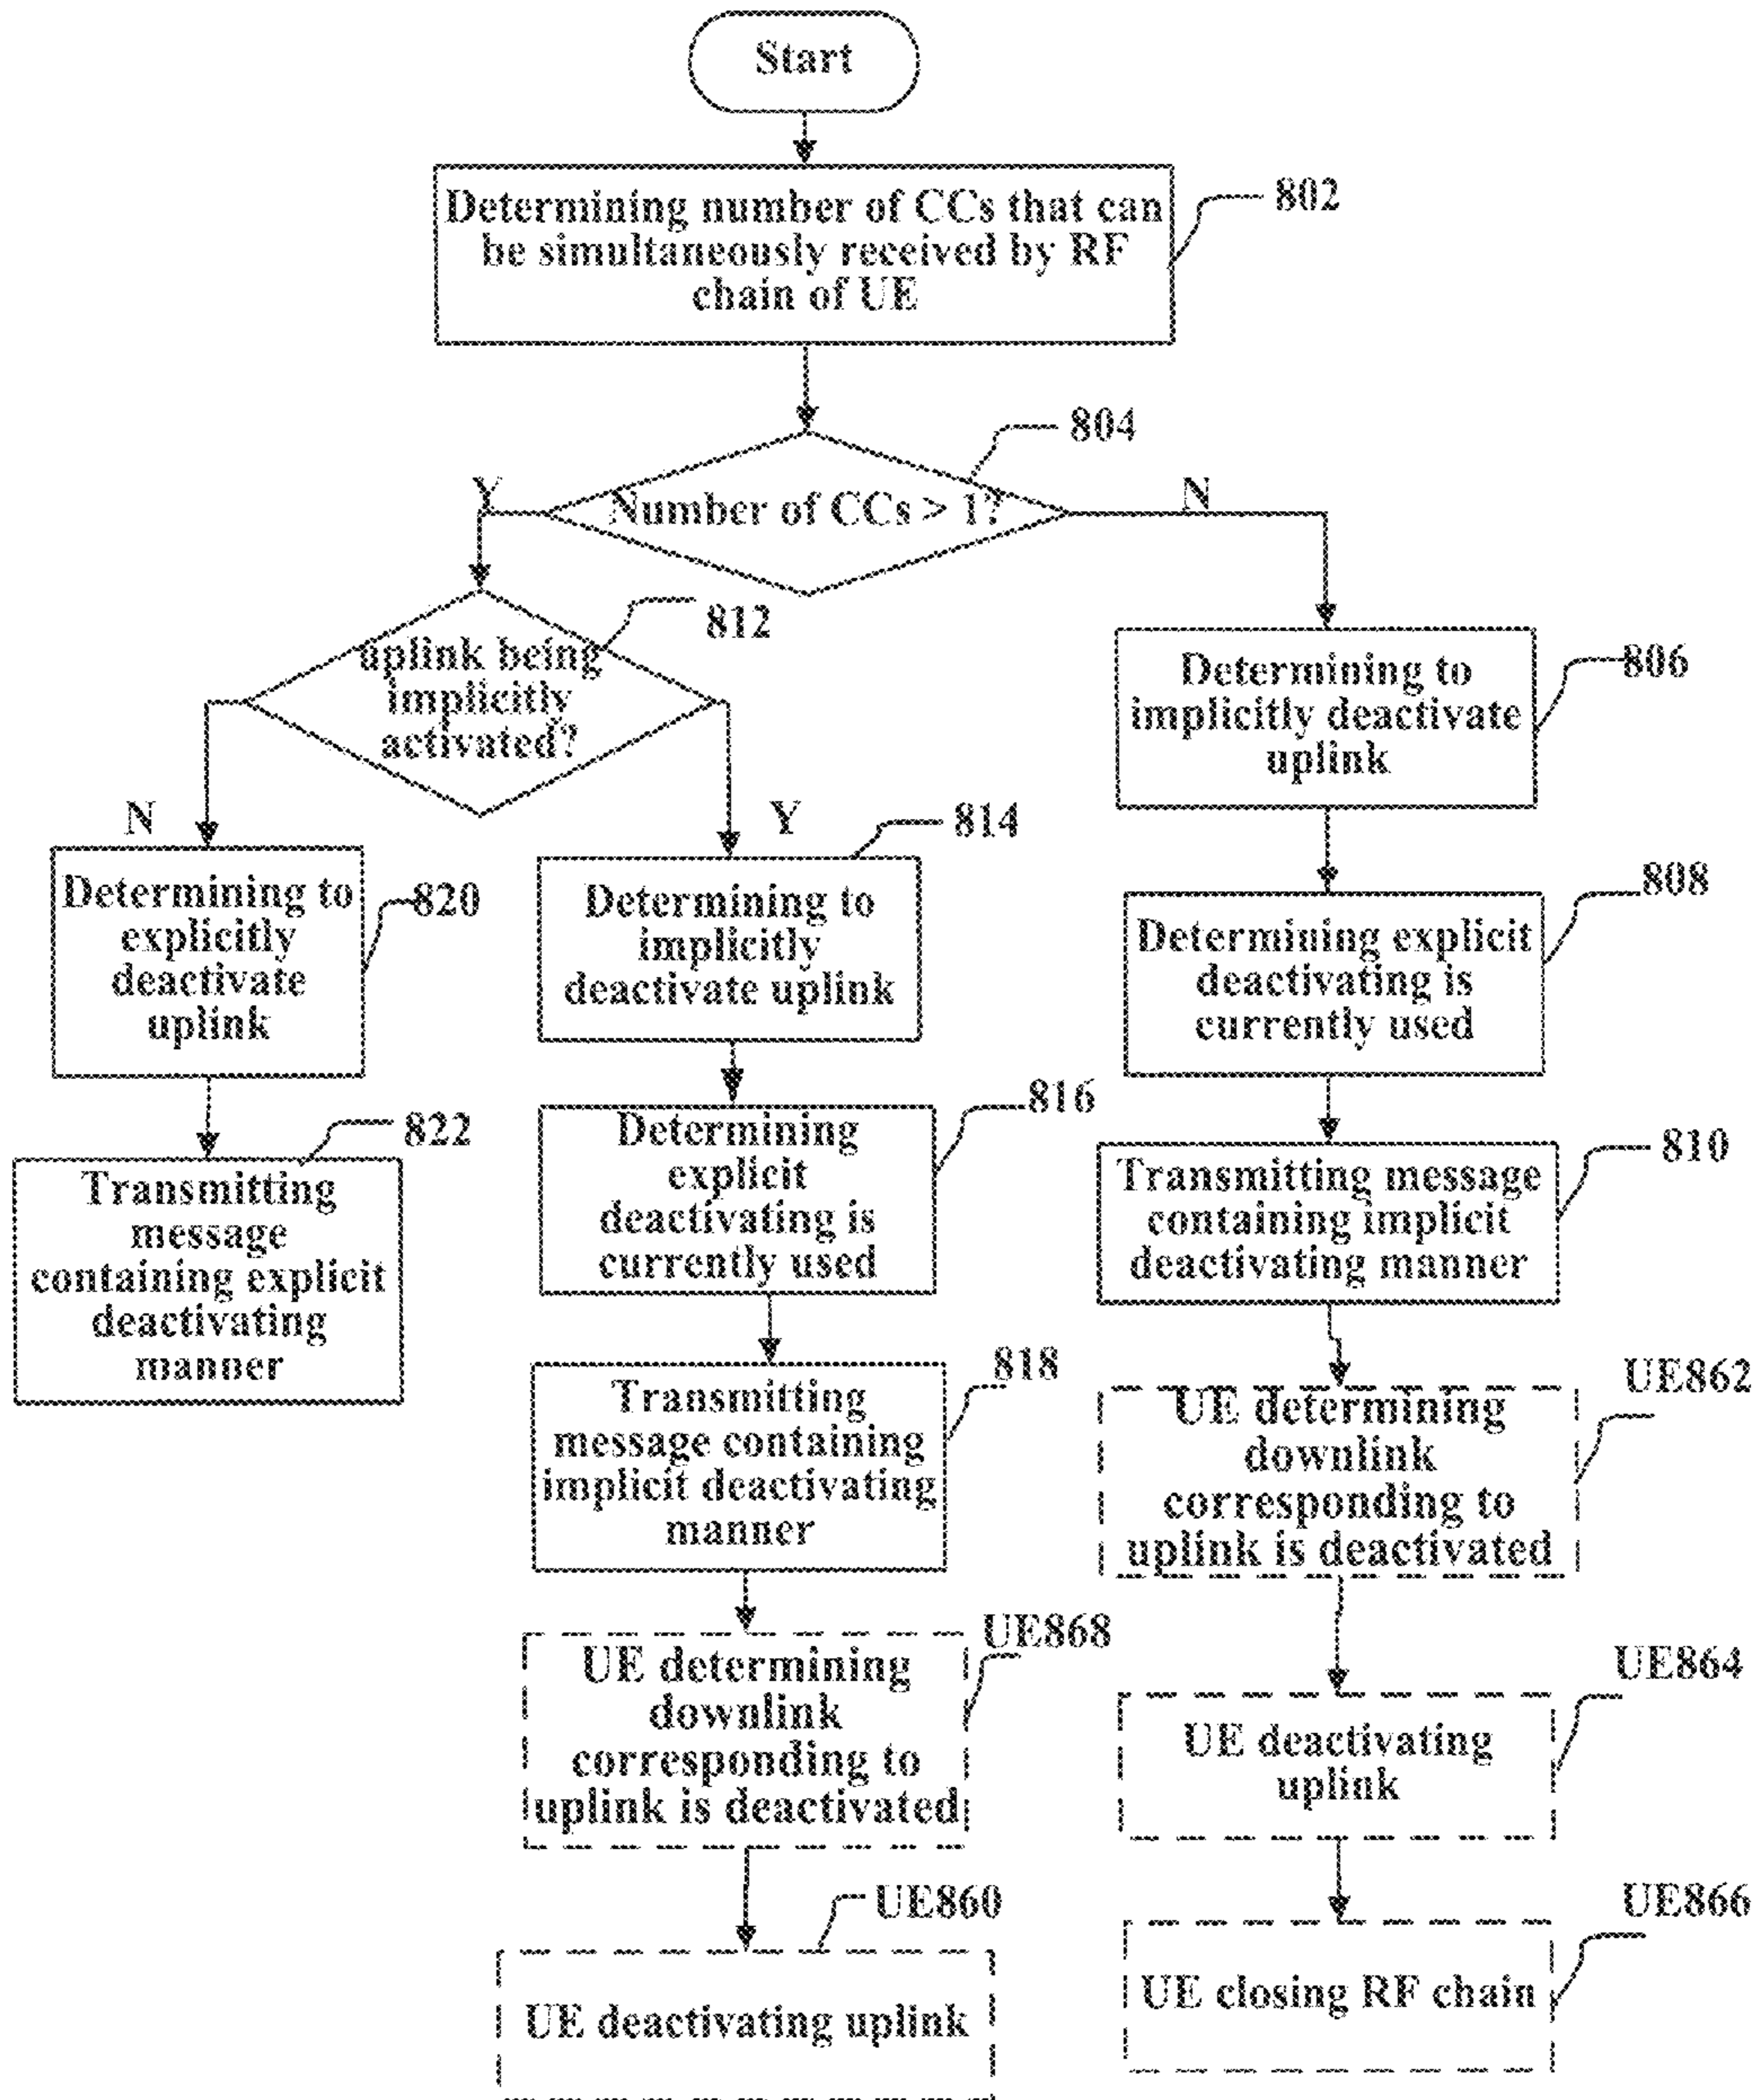 Start
Determining number of CCs that can
be simultaneously received by RF
chain of UE
802
804
Y
Number of CCs > 1?
N
812
uplink being
implicitly
activated?
806
Determining to
implicitly deactivate
uplink
N
Y
814
820
Determining to
explicitly
deactivate
uplink
Determining to
implicitly
deactivate uplink
808
Determining explicit
deactivating is
currently used
822
Transmitting
message
containing explicit
deactivating
manner
816
Determining
explicit
deactivating is
currently used
810
Transmitting message
containing implicit
deactivating manner
818
Transmitting
message containing
implicit deactivating
manner
UE862
UE determining
downlink
corresponding to
uplink is deactivated
UE868
UE determining
downlink
corresponding to
uplink is deactivated
UE864
UE deactivating
uplink
UE860
UE deactivating uplink
UE866
UE closing RF chain